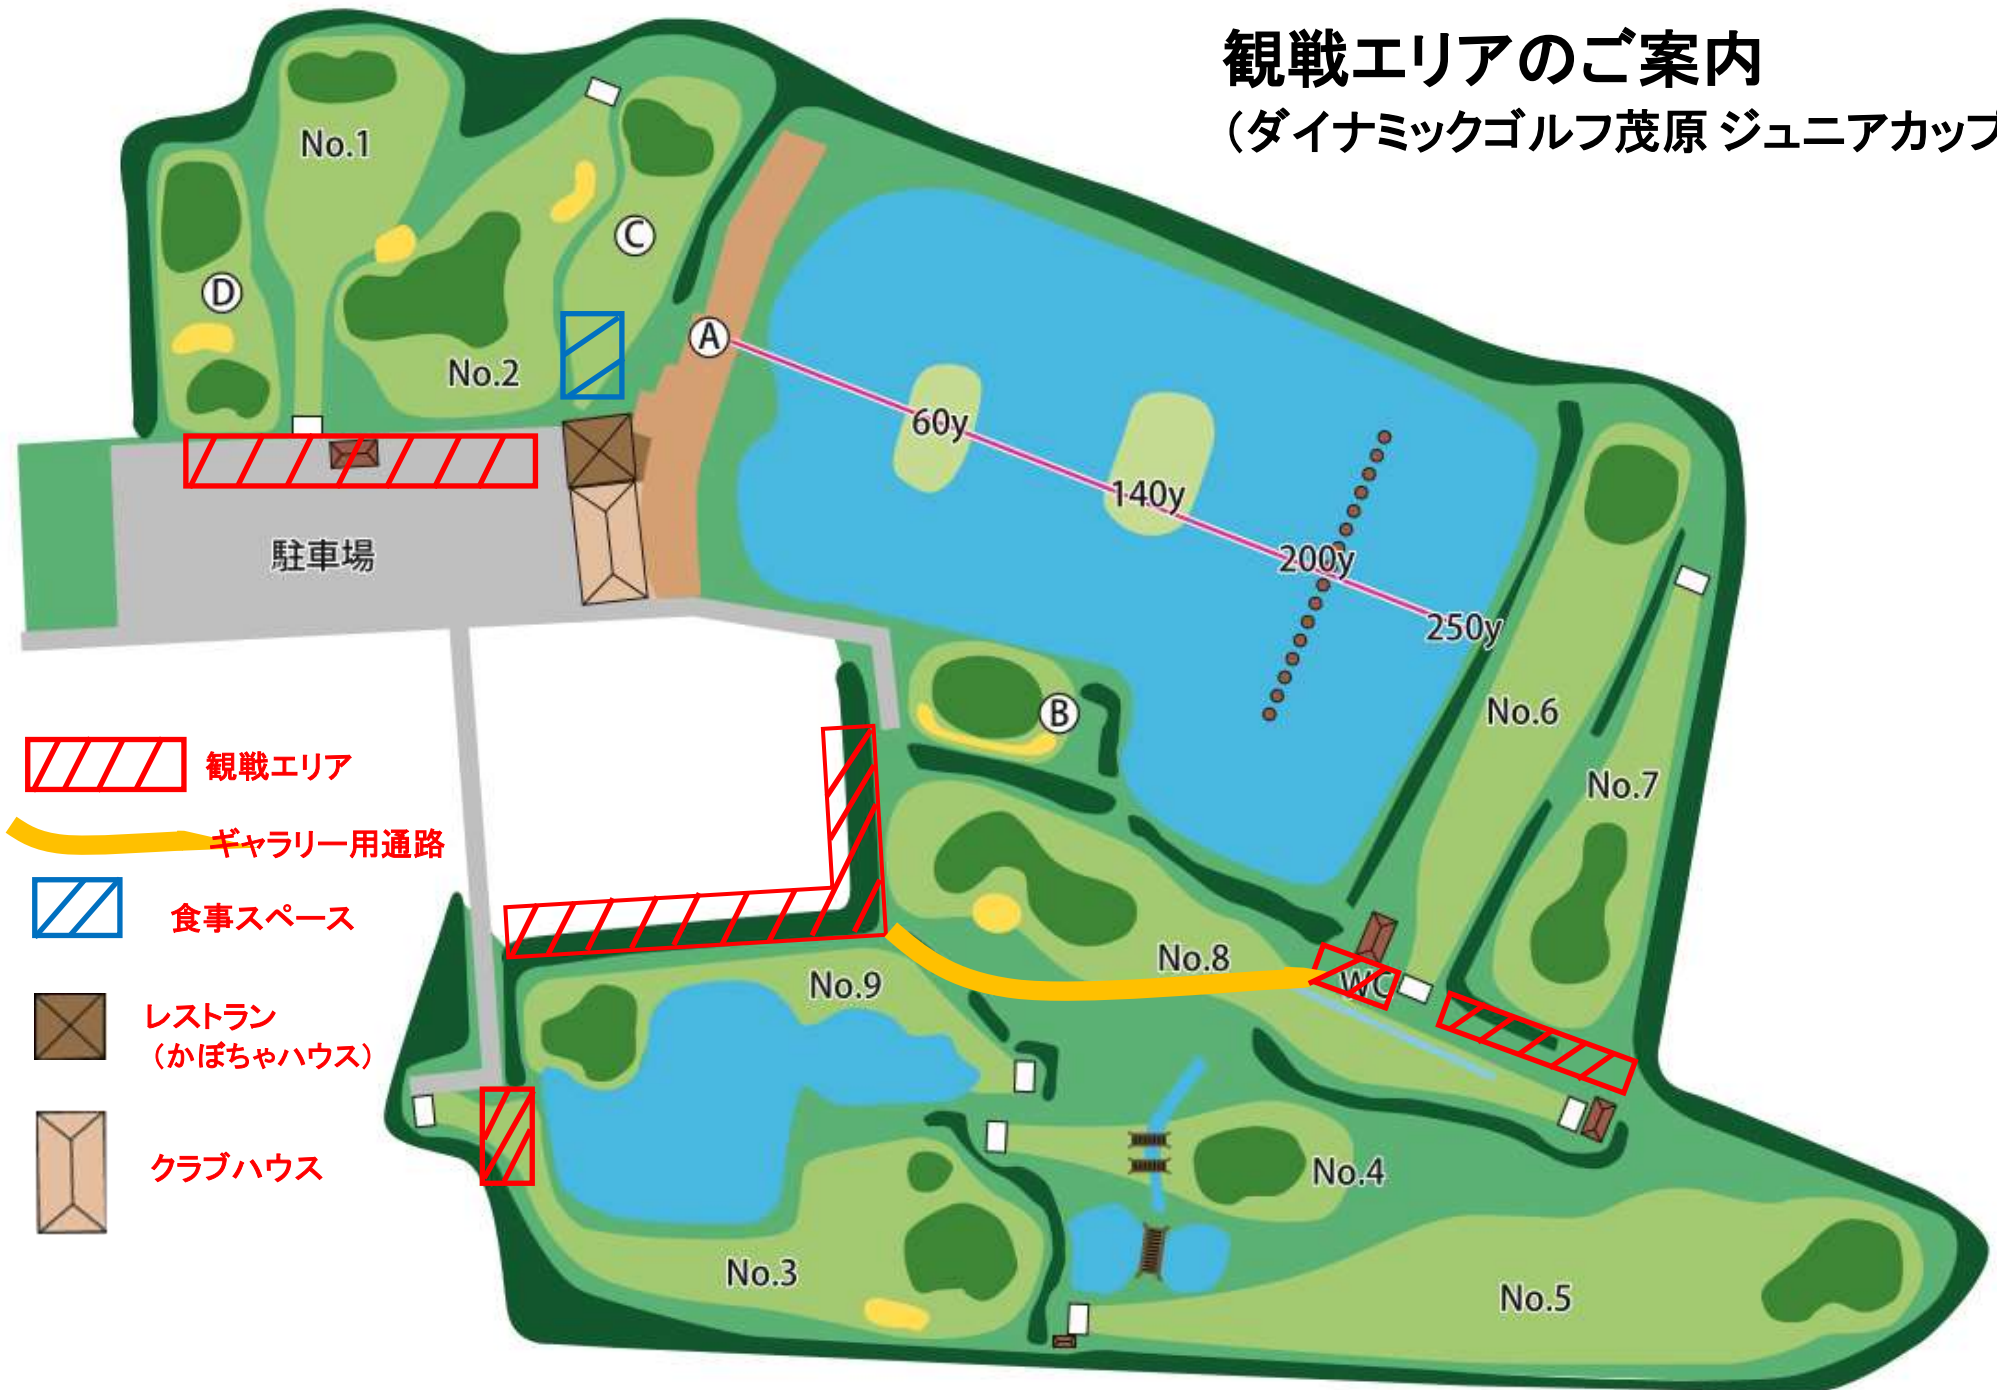 観戦エリアのご案内
（ダイナミックゴルフ茂原 ジュニアカップ
No.1
D
C
No.2
A
60y
140y
200y
250y
駐車場
B
No.6
No.7
観戦エリア
ギャラリー用通路
食事スペース
レストラン
（かぼちゃハウス）
クラブハウス
No.8
WC
No.9
No.4
No.3
No.5